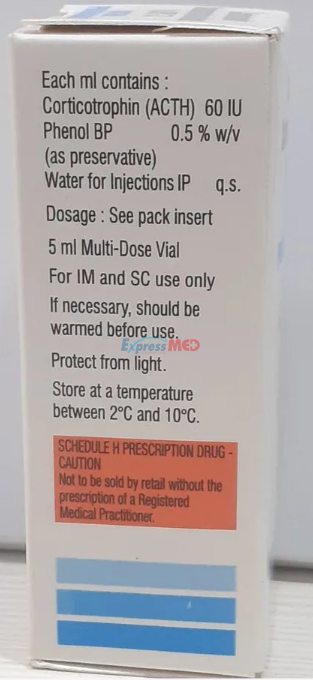 Each ml contains :
Corticotrophin (ACTH) 60 IU
Phenol BP 0.5 % w/v
(as preservative)
Water for Injections IP q.s.
Dosage : See pack insert
5 ml Multi-Dose Vial
For IM and SC use only
If necessary, should be
warmed before use.
ExpressMED
Protect from light.
Store at a temperature
between 2°C and 10°C.
SCHEDULE H PRESCRIPTION DRUG -
CAUTION
Not to be sold by retail without the
prescription of a Registered
Medical Practitioner.